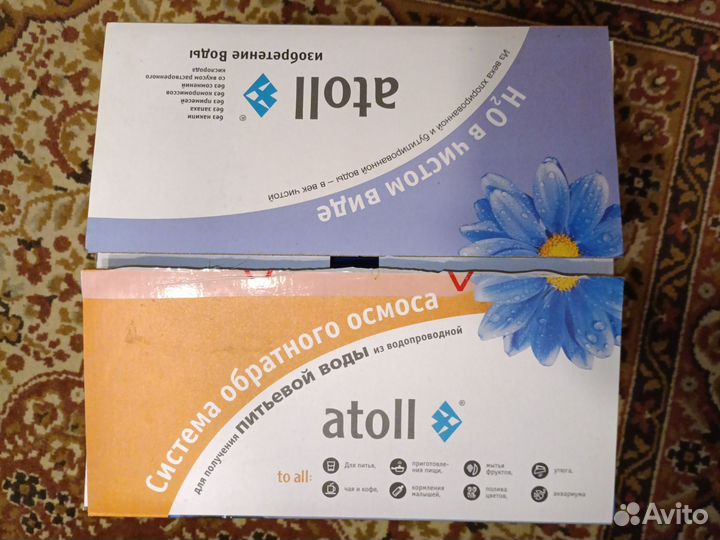 изобретение Воды
со вкусом растворенного
кислорода
без сомнений
без компромиссов
без примесей
без запаха
без накипи
atoll ®
Из века хлорированной и бутилированной воды – в век чистой
H₂O в чистом виде
Система обратного осмоса
для получения питьевой воды из водопроводной
atoll ®
to all:
Для питья,
приготовле-
ния пищи,
мытья
фруктов,
утюга,
чая и кофе,
кормления
малышей,
полива
цветов,
аквариума
Avito